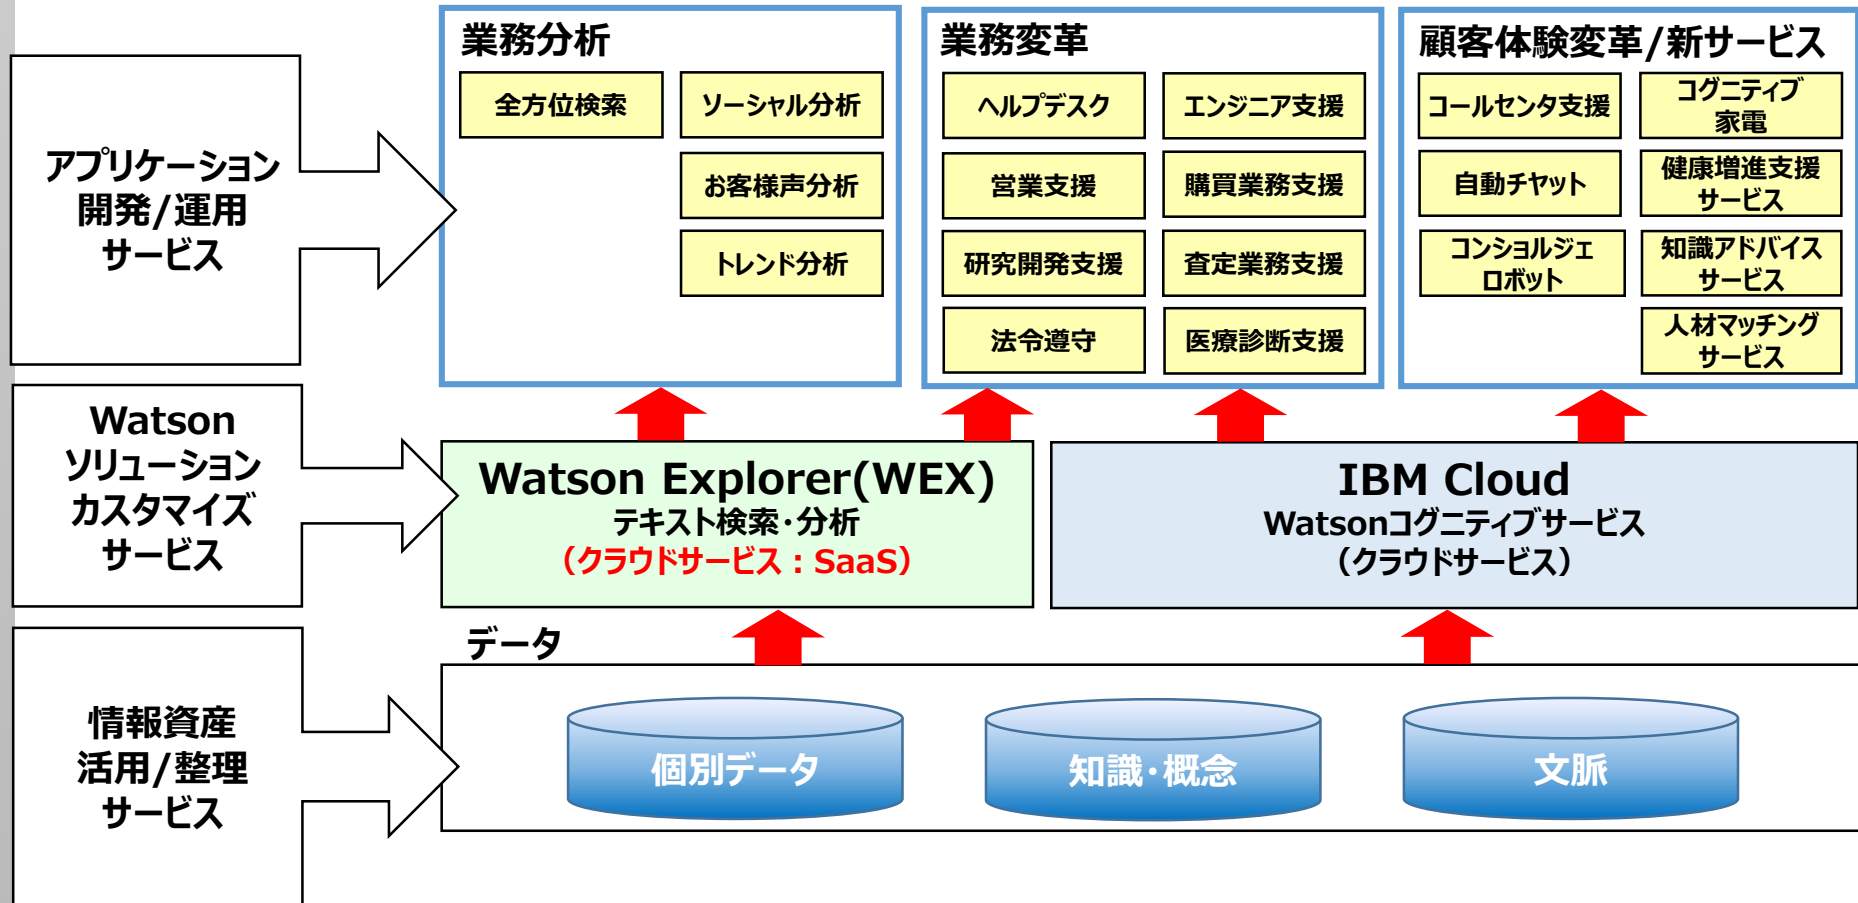 アプリケーション
開発/運用
サービス
業務分析
全方位検索
ソーシャル分析
お客様声分析
トレンド分析
業務変革
ヘルプデスク
エンジニア支援
営業支援
購買業務支援
研究開発支援
査定業務支援
法令遵守
医療診断支援
顧客体験変革/新サービス
コールセンタ支援
コグニティブ
家電
自動チヤット
健康増進支援
サービス
コンショルジェ
ロボット
知識アドバイス
サービス
人材マッチング
サービス
Watson
ソリューション
カスタマイズ
サービス
Watson Explorer(WEX)
テキスト検索・分析
（クラウドサービス：SaaS）
IBM Cloud
Watsonコグニティブサービス
（クラウドサービス）
情報資産
活用/整理
サービス
データ
個別データ
知識・概念
文脈